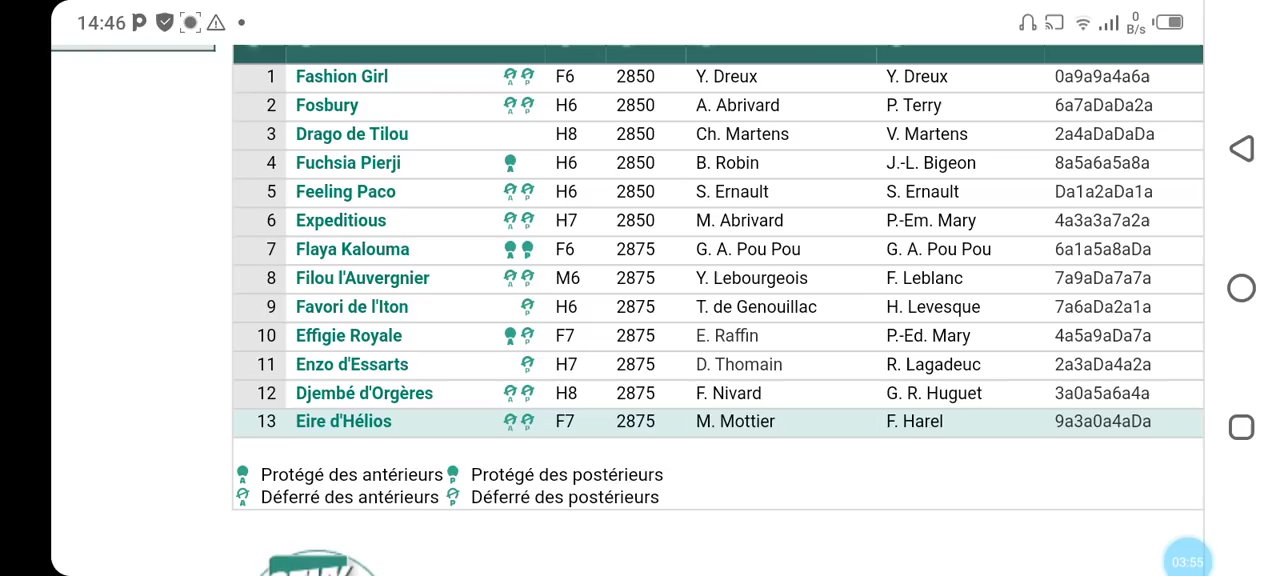 14:46
0 B/s
1 Fashion Girl A P F6 2850 Y. Dreux Y. Dreux 0a9a9a4a6a
2 Fosbury A P H6 2850 A. Abrivard P. Terry 6a7aDaDa2a
3 Drago de Tilou H8 2850 Ch. Martens V. Martens 2a4aDaDaDa
4 Fuchsia Pierji A H6 2850 B. Robin J.-L. Bigeon 8a5a6a5a8a
5 Feeling Paco A P H6 2850 S. Ernault S. Ernault Da1a2aDa1a
6 Expeditious A P H7 2850 M. Abrivard P.-Em. Mary 4a3a3a7a2a
7 Flaya Kalouma A P F6 2875 G. A. Pou Pou G. A. Pou Pou 6a1a5a8aDa
8 Filou l'Auvergnier A P M6 2875 Y. Lebourgeois F. Leblanc 7a9aDa7a7a
9 Favori de l'Iton P H6 2875 T. de Genouillac H. Levesque 7a6aDa2a1a
10 Effigie Royale A P F7 2875 E. Raffin P.-Ed. Mary 4a5a9aDa7a
11 Enzo d'Essarts P H7 2875 D. Thomain R. Lagadeuc 2a3aDa4a2a
12 Djembé d'Orgères A P H8 2875 F. Nivard G. R. Huguet 3a0a5a6a4a
13 Eire d'Hélios A P F7 2875 M. Mottier F. Harel 9a3a0a4aDa
A Protégé des antérieurs P Protégé des postérieurs
A Déferré des antérieurs P Déferré des postérieurs
03:55